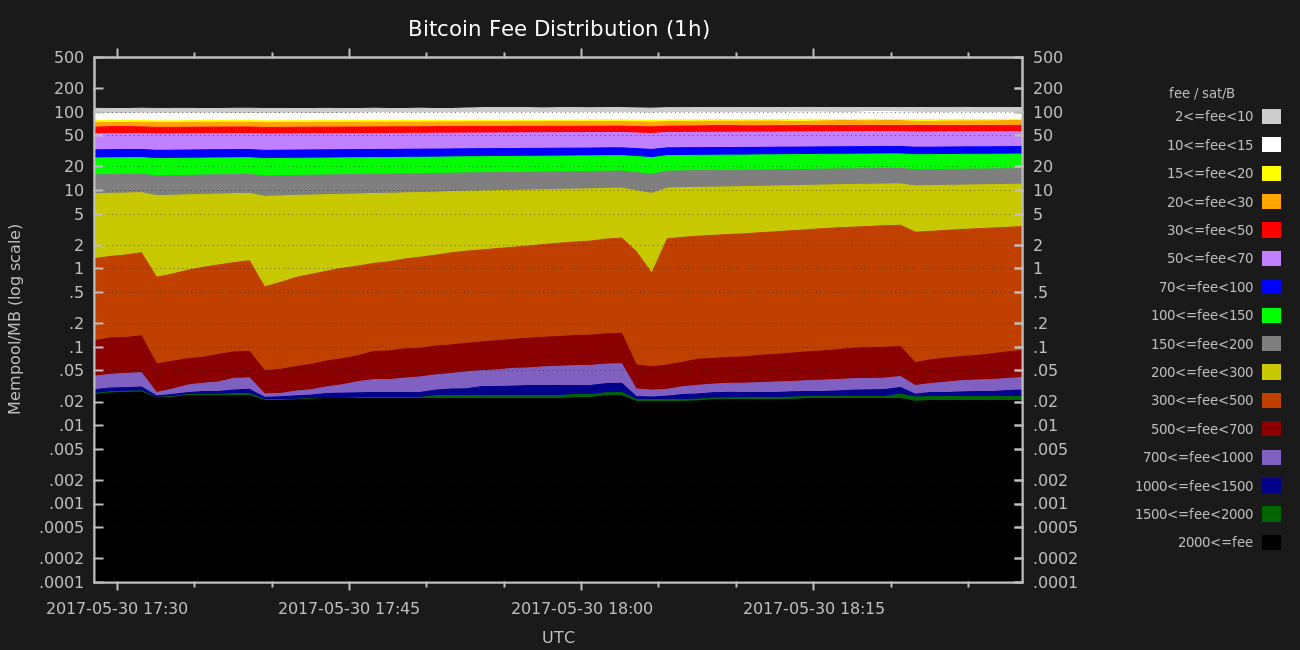 Bitcoin Fee Distribution (1h)
Mempool/MB (log scale)
500
200
100
50
20
10
5
2
1
.5
.2
.1
.05
.02
.01
.005
.002
.001
.0005
.0002
.0001
500
200
100
50
20
10
5
2
1
.5
.2
.1
.05
.02
.01
.005
.002
.001
.0005
.0002
.0001
2017-05-30 17:30
2017-05-30 17:45
2017-05-30 18:00
2017-05-30 18:15
UTC
fee / sat/B
2<=fee<10
10<=fee<15
15<=fee<20
20<=fee<30
30<=fee<50
50<=fee<70
70<=fee<100
100<=fee<150
150<=fee<200
200<=fee<300
300<=fee<500
500<=fee<700
700<=fee<1000
1000<=fee<1500
1500<=fee<2000
2000<=fee